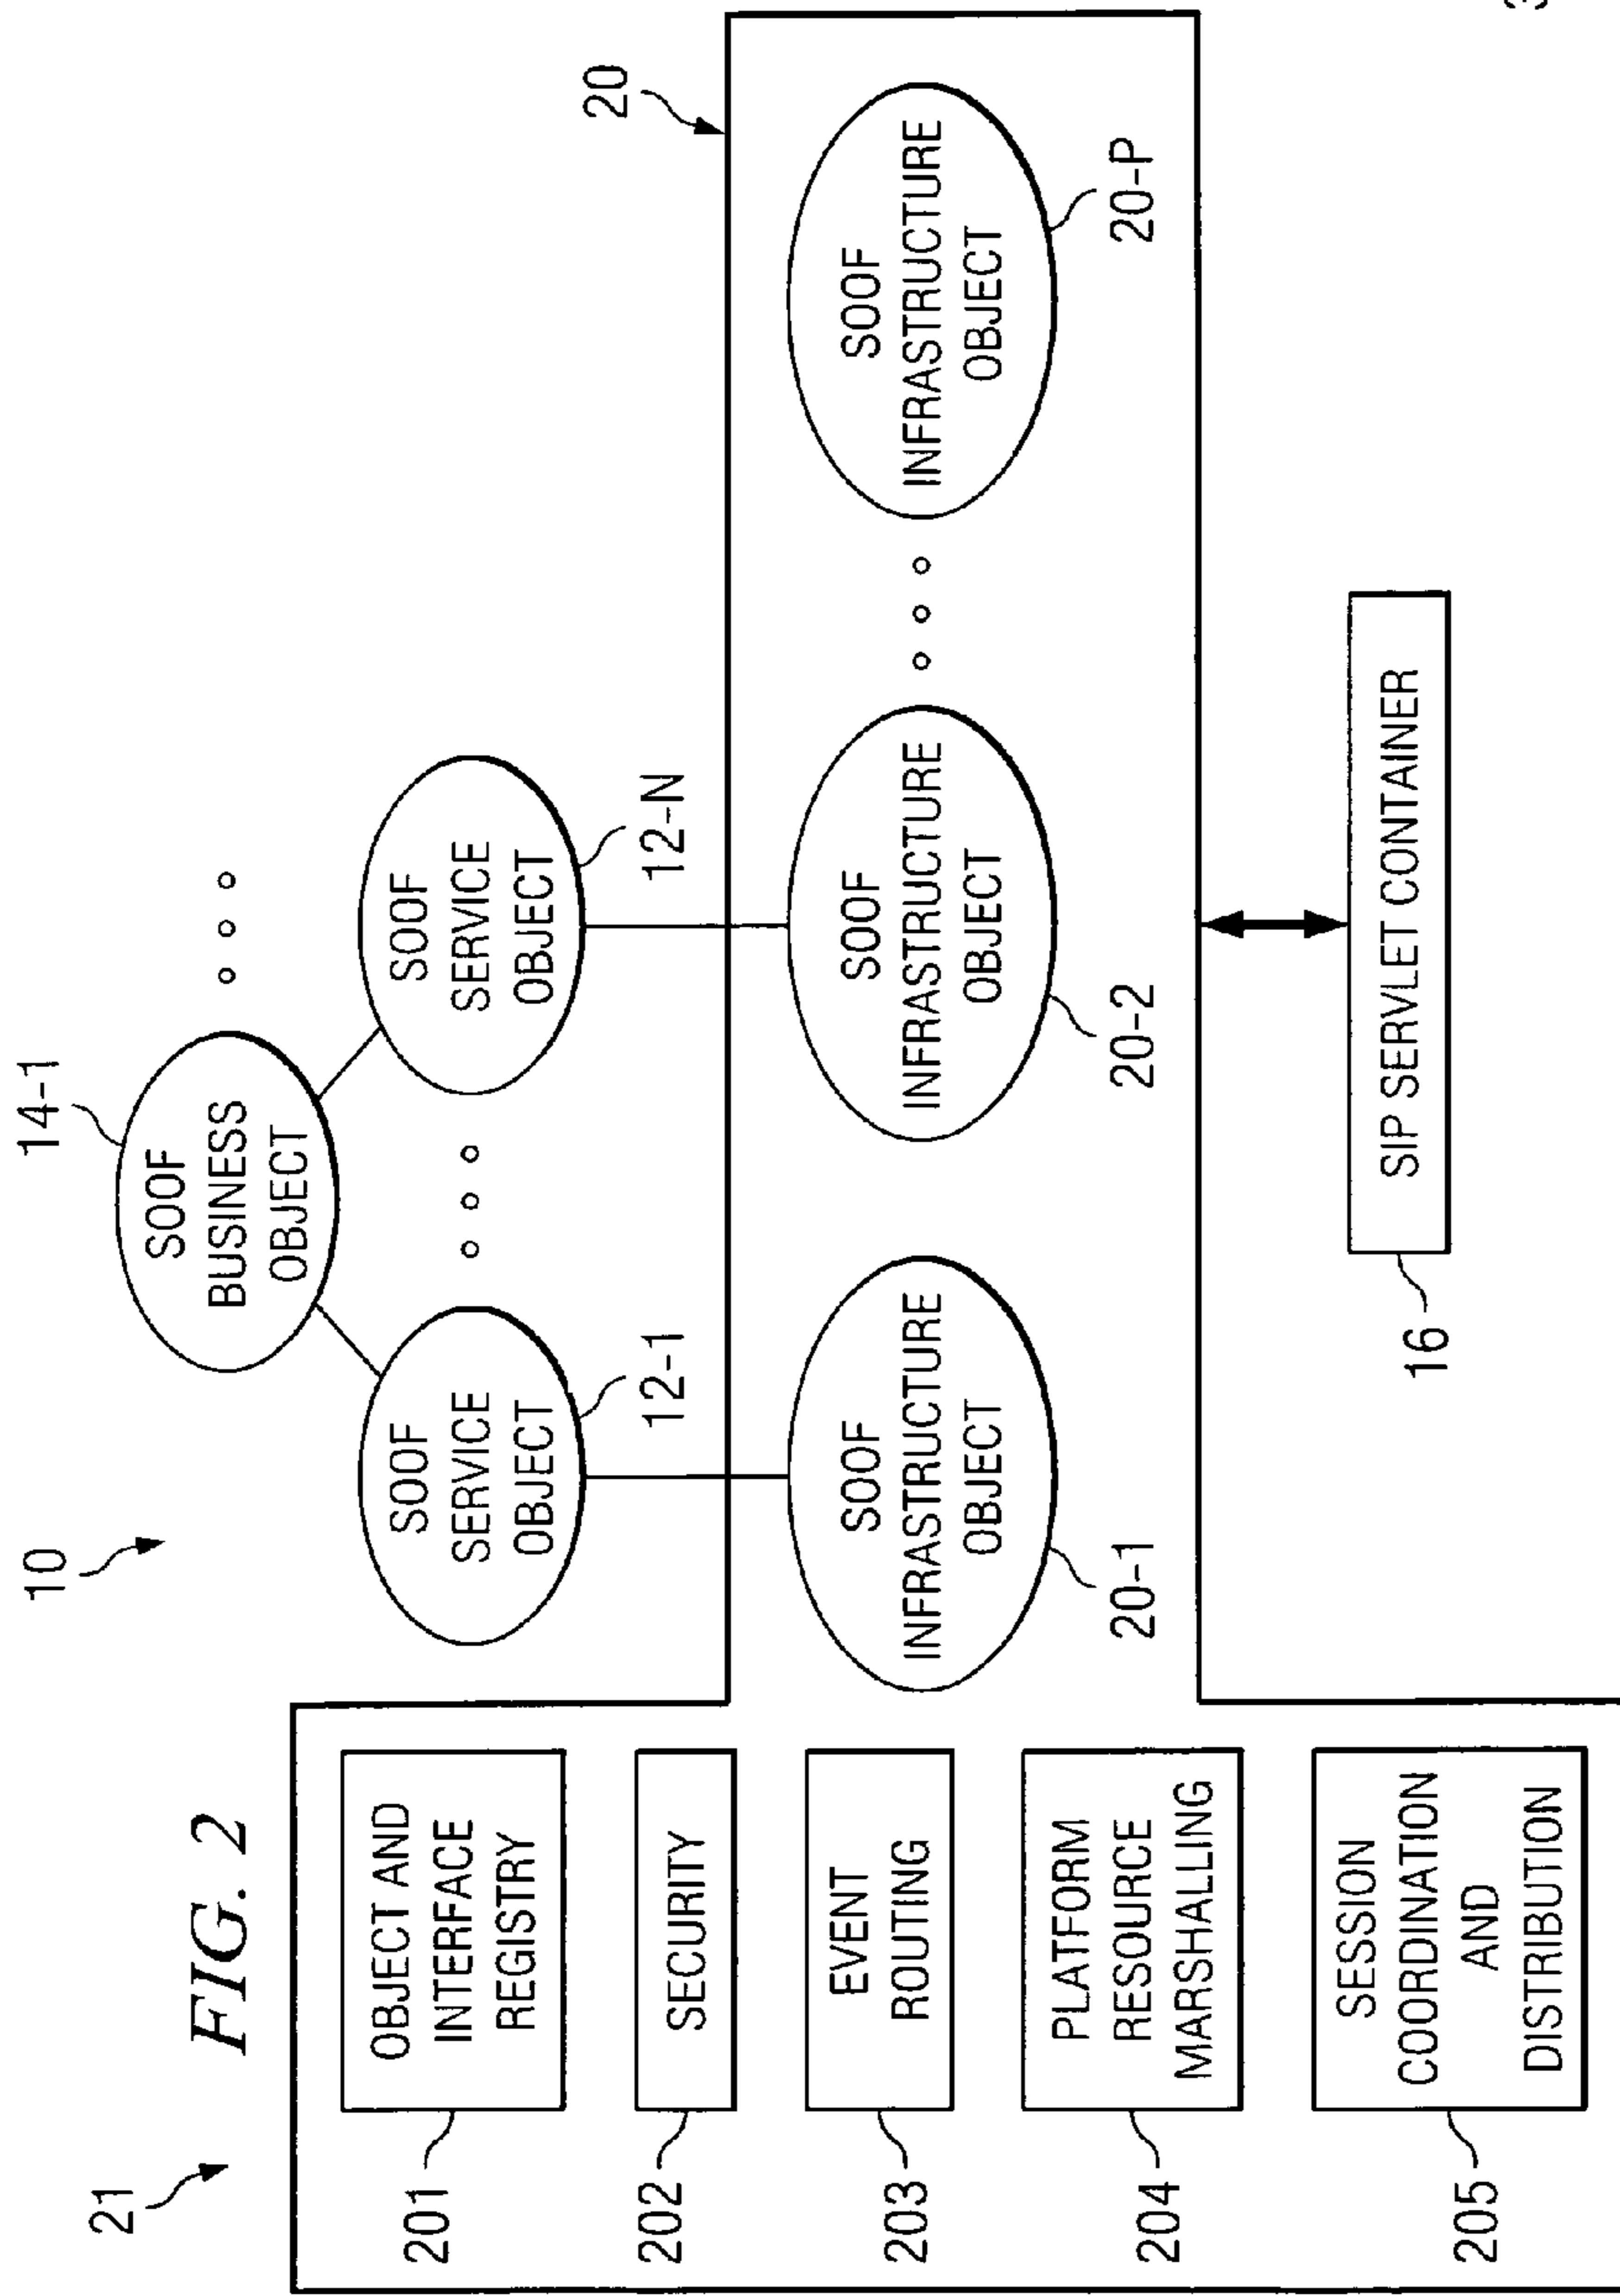 FIG. 2
21
10
14-1
SOOF
BUSINESS
OBJECT
SOOF
SERVICE
OBJECT
12-1
SOOF
SERVICE
OBJECT
12-N
20
OBJECT AND
INTERFACE
REGISTRY
201
SECURITY
202
EVENT
ROUTING
203
PLATFORM
RESOURCE
MARSHALLING
204
SESSION
COORDINATION
AND
DISTRIBUTION
205
SOOF
INFRASTRUCTURE
OBJECT
20-1
SOOF
INFRASTRUCTURE
OBJECT
20-2
SOOF
INFRASTRUCTURE
OBJECT
20-P
SIP SERVLET CONTAINER
16